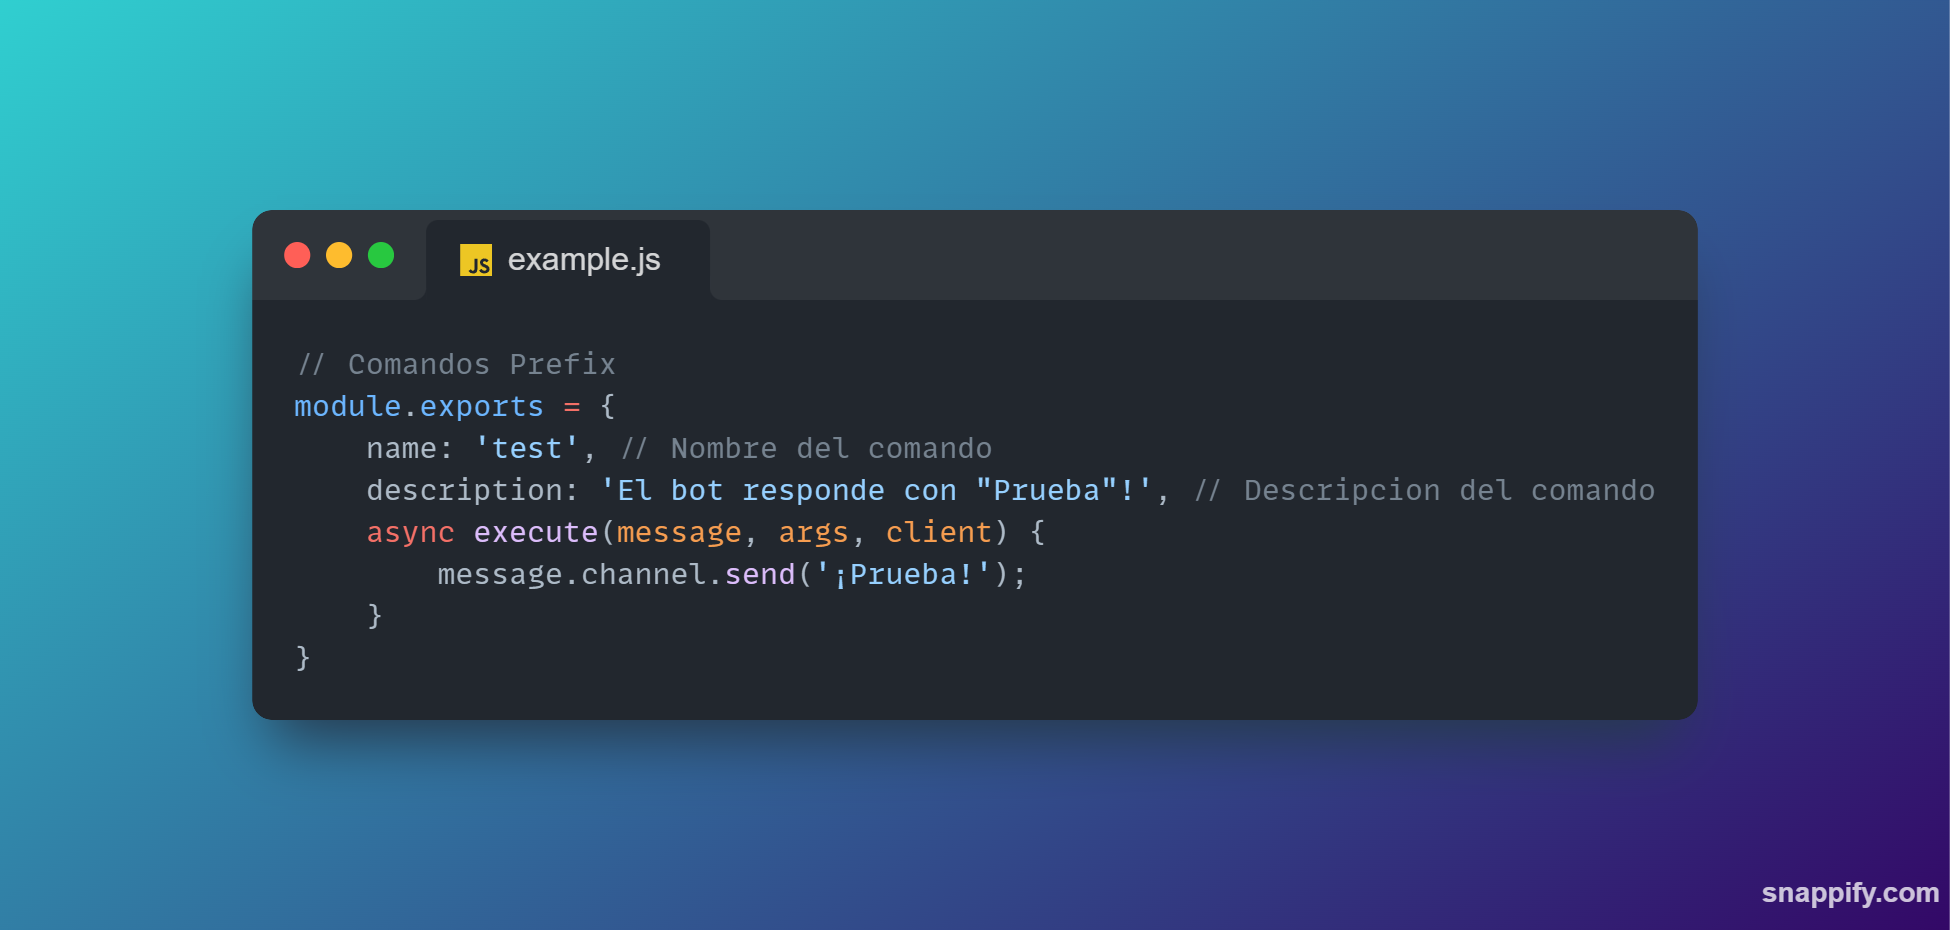 JS example.js
// Comandos Prefix
module.exports = {
    name: 'test', // Nombre del comando
    description: 'El bot responde con "Prueba"!', // Descripcion del comando
    async execute(message, args, client) {
        message.channel.send('¡Prueba!');
    }
}
snappify.com